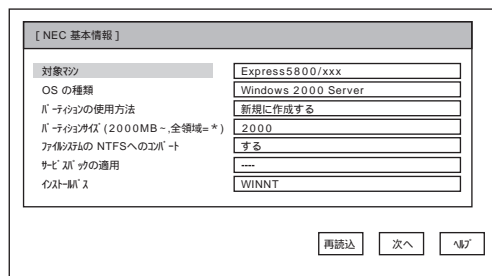 [ NEC 基本情報 ]
対象ﾏｼﾝ Express5800/xxx
OS の種類 Windows 2000 Server
ﾊﾟｰﾃｨｼｮﾝの使用方法 新規に作成する
ﾊﾟｰﾃｨｼｮﾝｻｲｽﾞ(2000MB~,全領域=*) 2000
ﾌｧｲﾙｼｽﾃﾑの NTFSへのｺﾝﾊﾞｰﾄ する
ｻｰﾋﾞｽﾊﾟｯｸの適用 ----
ｲﾝｽﾄｰﾙﾊﾟｽ WINNT
再読込 次へ ﾍﾙﾌﾟ